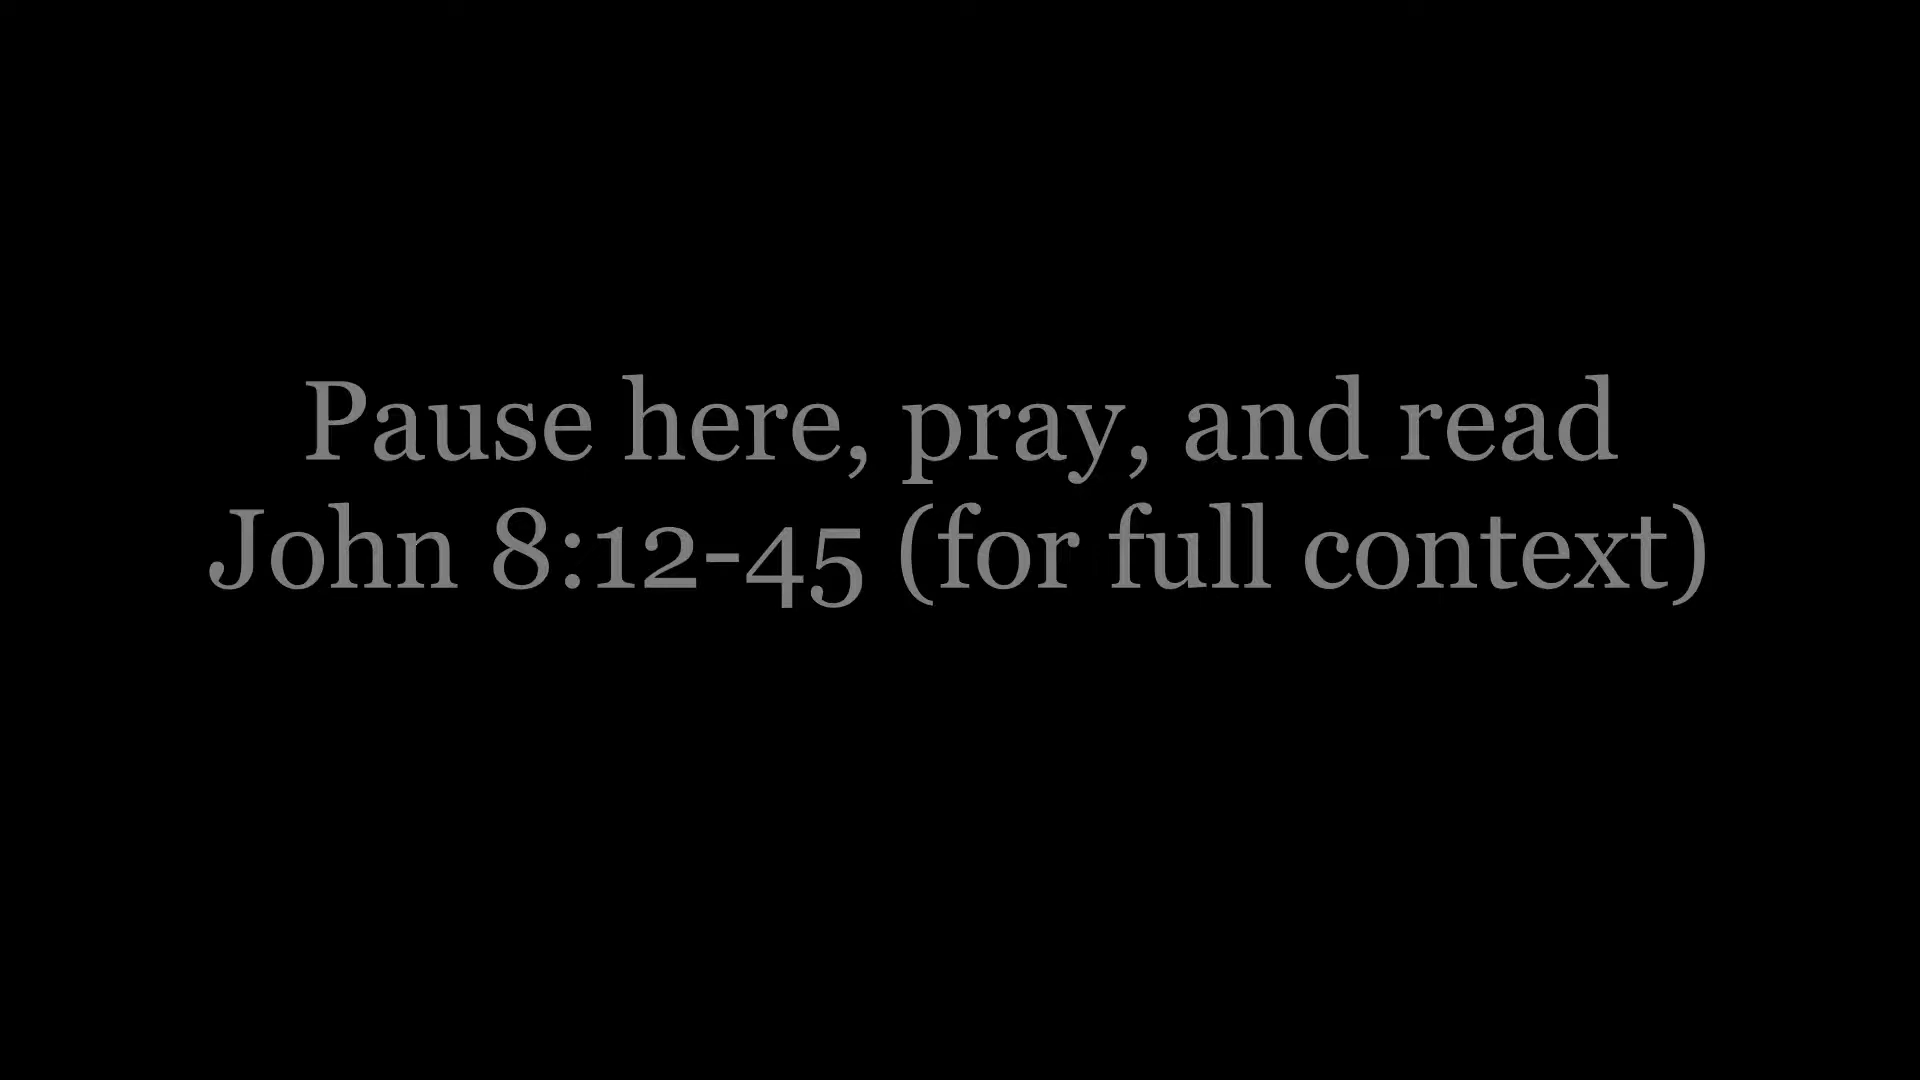 Pause here, pray, and read
John 8:12-45 (for full context)